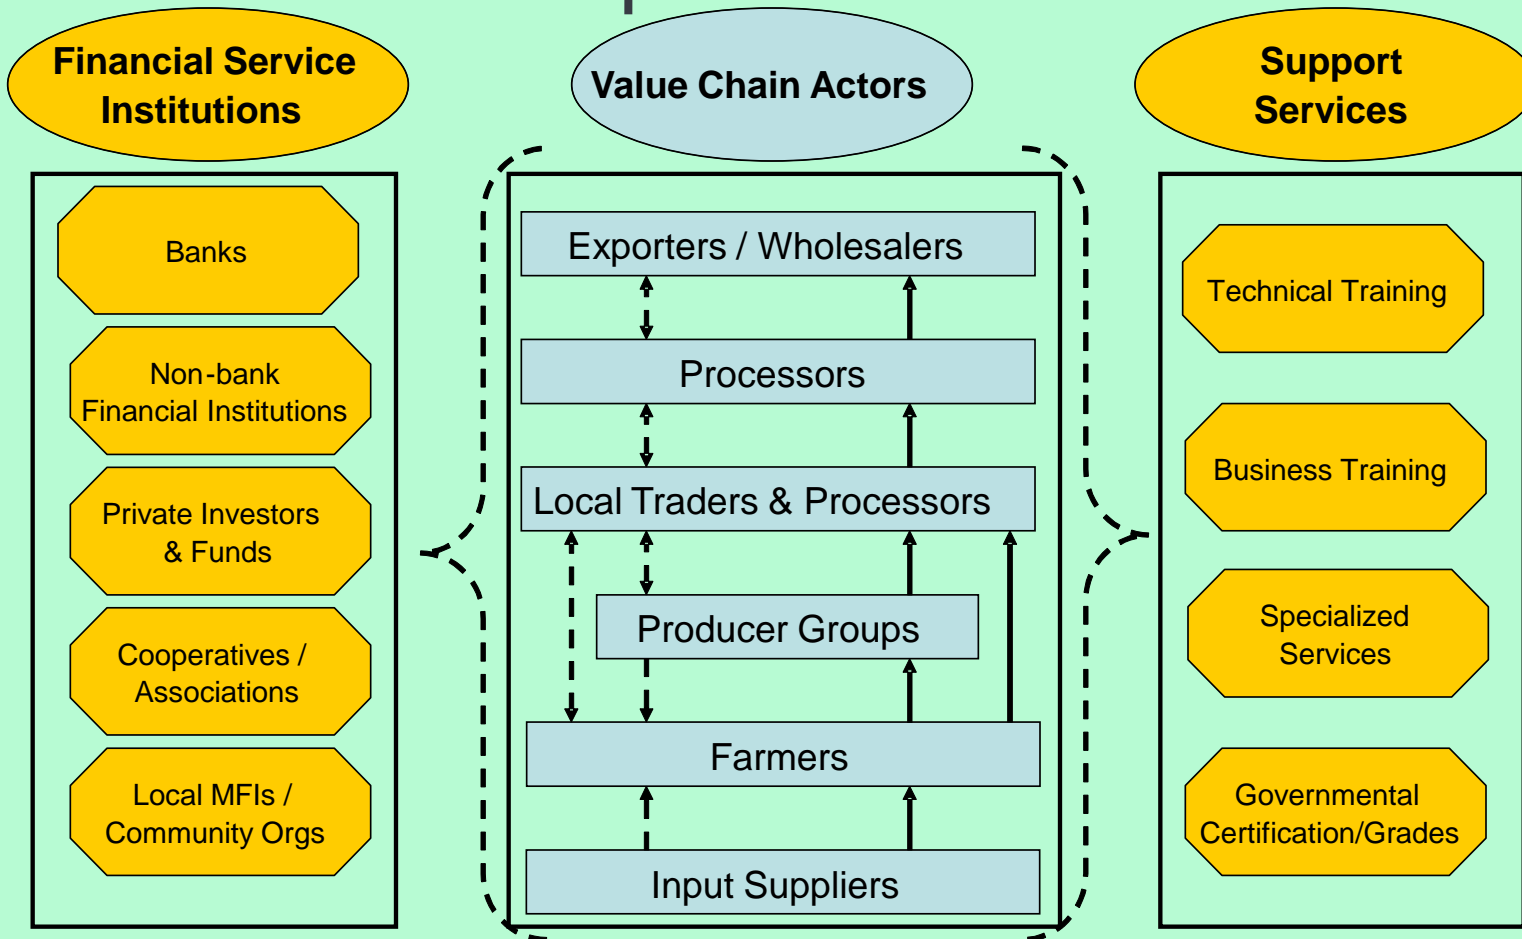 Financial Service
Institutions
Value Chain Actors
Support
Services
Banks
Non-bank
Financial Institutions
Private Investors
& Funds
Cooperatives /
Associations
Local MFIs /
Community Orgs
Exporters / Wholesalers
Processors
Local Traders & Processors
Producer Groups
Farmers
Input Suppliers
Technical Training
Business Training
Specialized
Services
Governmental
Certification/Grades